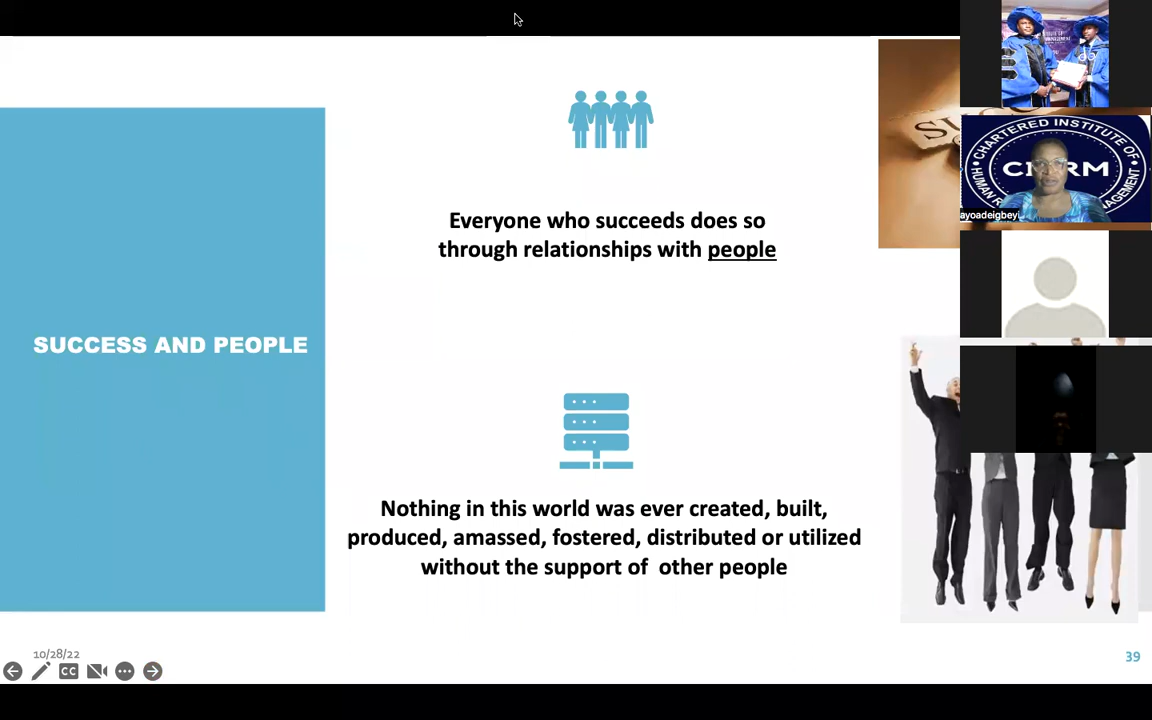 SUCCESS AND PEOPLE
Everyone who succeeds does so
through relationships with people
Nothing in this world was ever created, built,
produced, amassed, fostered, distributed or utilized
without the support of  other people
10/28/22
39
CC
CHARTERED INSTITUTE OF
HUMAN
ayoadeigbeyi